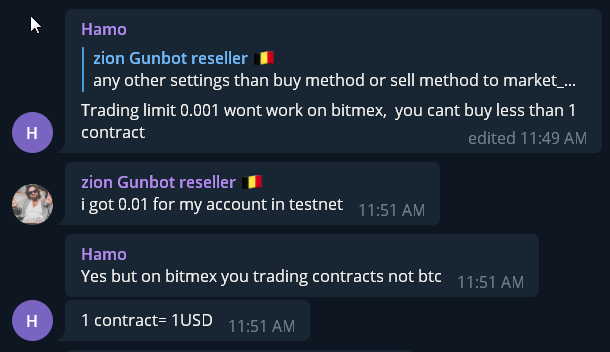 Hamo
zion Gunbot reseller 🇧🇪
any other settings than buy method or sell method to market_...
Trading limit 0.001 wont work on bitmex, you cant buy less than 1
contract
edited 11:49 AM
H
zion Gunbot reseller 🇧🇪
i got 0.01 for my account in testnet 11:51 AM
Hamo
Yes but on bitmex you trading contracts not btc 11:51 AM
H
1 contract= 1USD 11:51 AM